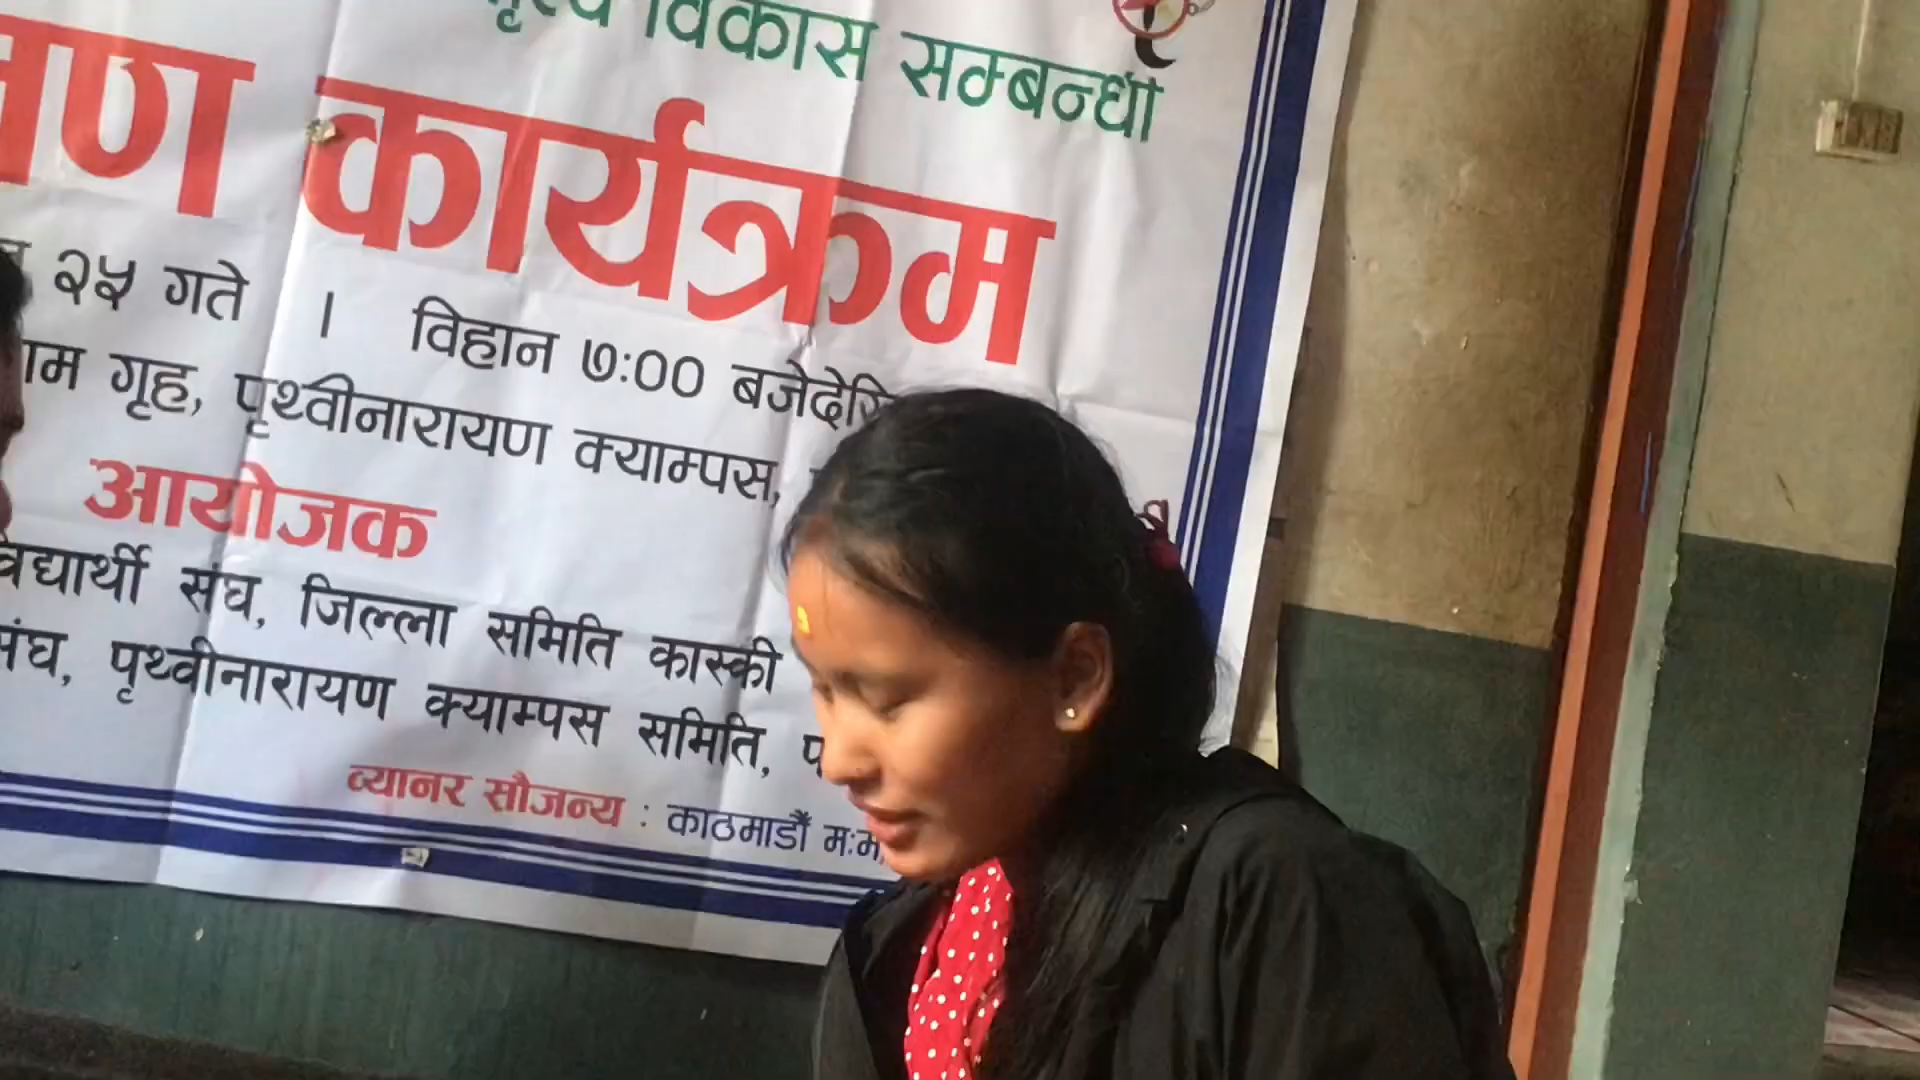 विकास सम्बन्धी
कार्यक्रम
२५ गते । विहान ७:००
गृह, पृथ्वीनारायण क्याम्पस,
आयोजक
संघ, जिल्ला समिति कास्की
संघ, पृथ्वीनारायण क्याम्पस समिति,
ब्यानर सौजन्य : काठमाडौं